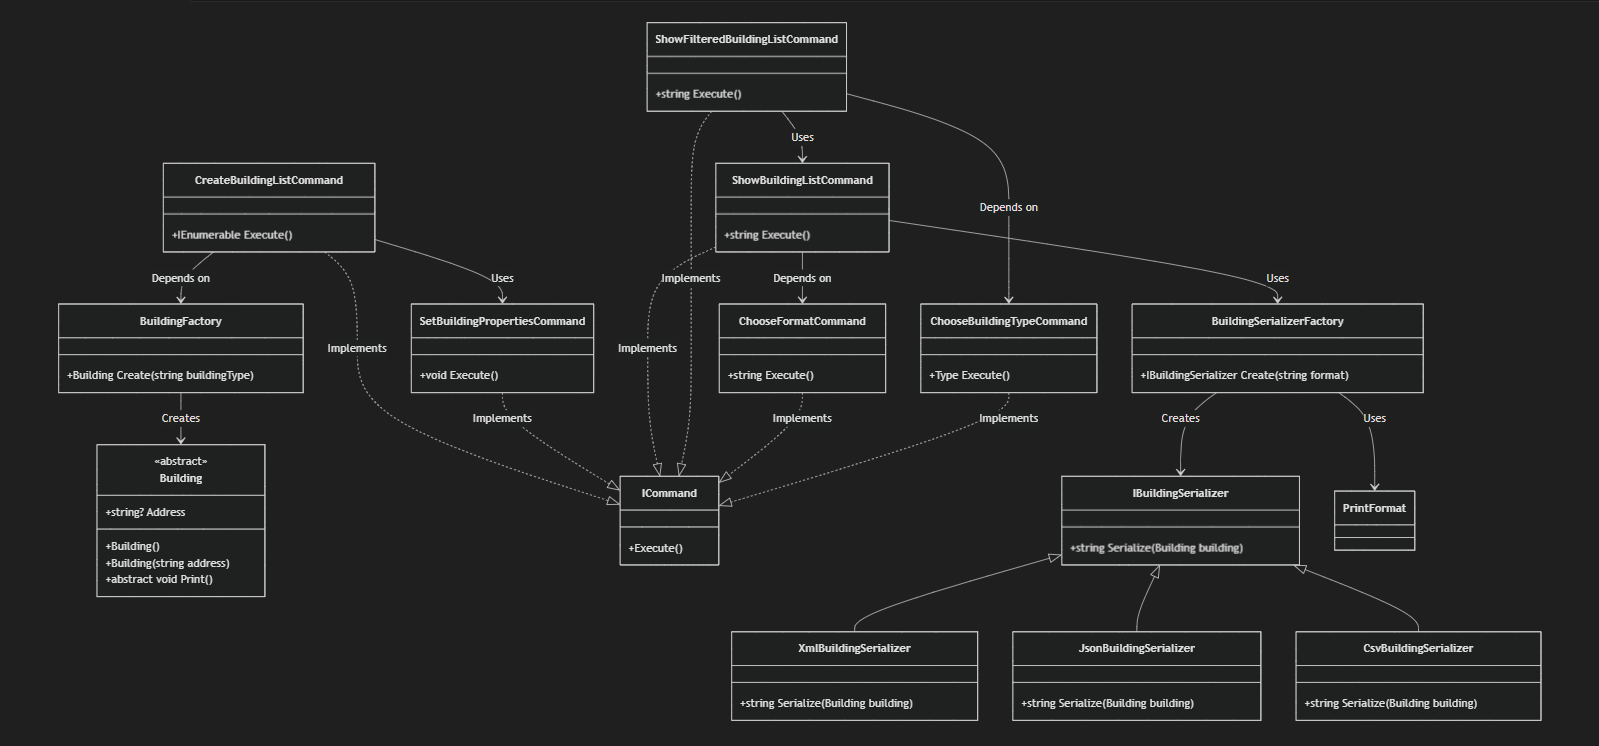 ShowFilteredBuildingListCommand
+string Execute()
Uses
CreateBuildingListCommand
+IEnumerable Execute()
ShowBuildingListCommand
+string Execute()
Depends on
Depends on
Uses
Implements
Depends on
Uses
BuildingFactory
+Building Create(string buildingType)
SetBuildingPropertiesCommand
+void Execute()
ChooseFormatCommand
+string Execute()
ChooseBuildingTypeCommand
+Type Execute()
BuildingSerializerFactory
+IBuildingSerializer Create(string format)
Implements
Implements
Creates
Implements
Implements
Implements
Creates
Uses
«abstract»
Building
+string? Address
+Building()
+Building(string address)
+abstract void Print()
ICommand
+Execute()
IBuildingSerializer
+string Serialize(Building building)
PrintFormat
XmlBuildingSerializer
+string Serialize(Building building)
JsonBuildingSerializer
+string Serialize(Building building)
CsvBuildingSerializer
+string Serialize(Building building)